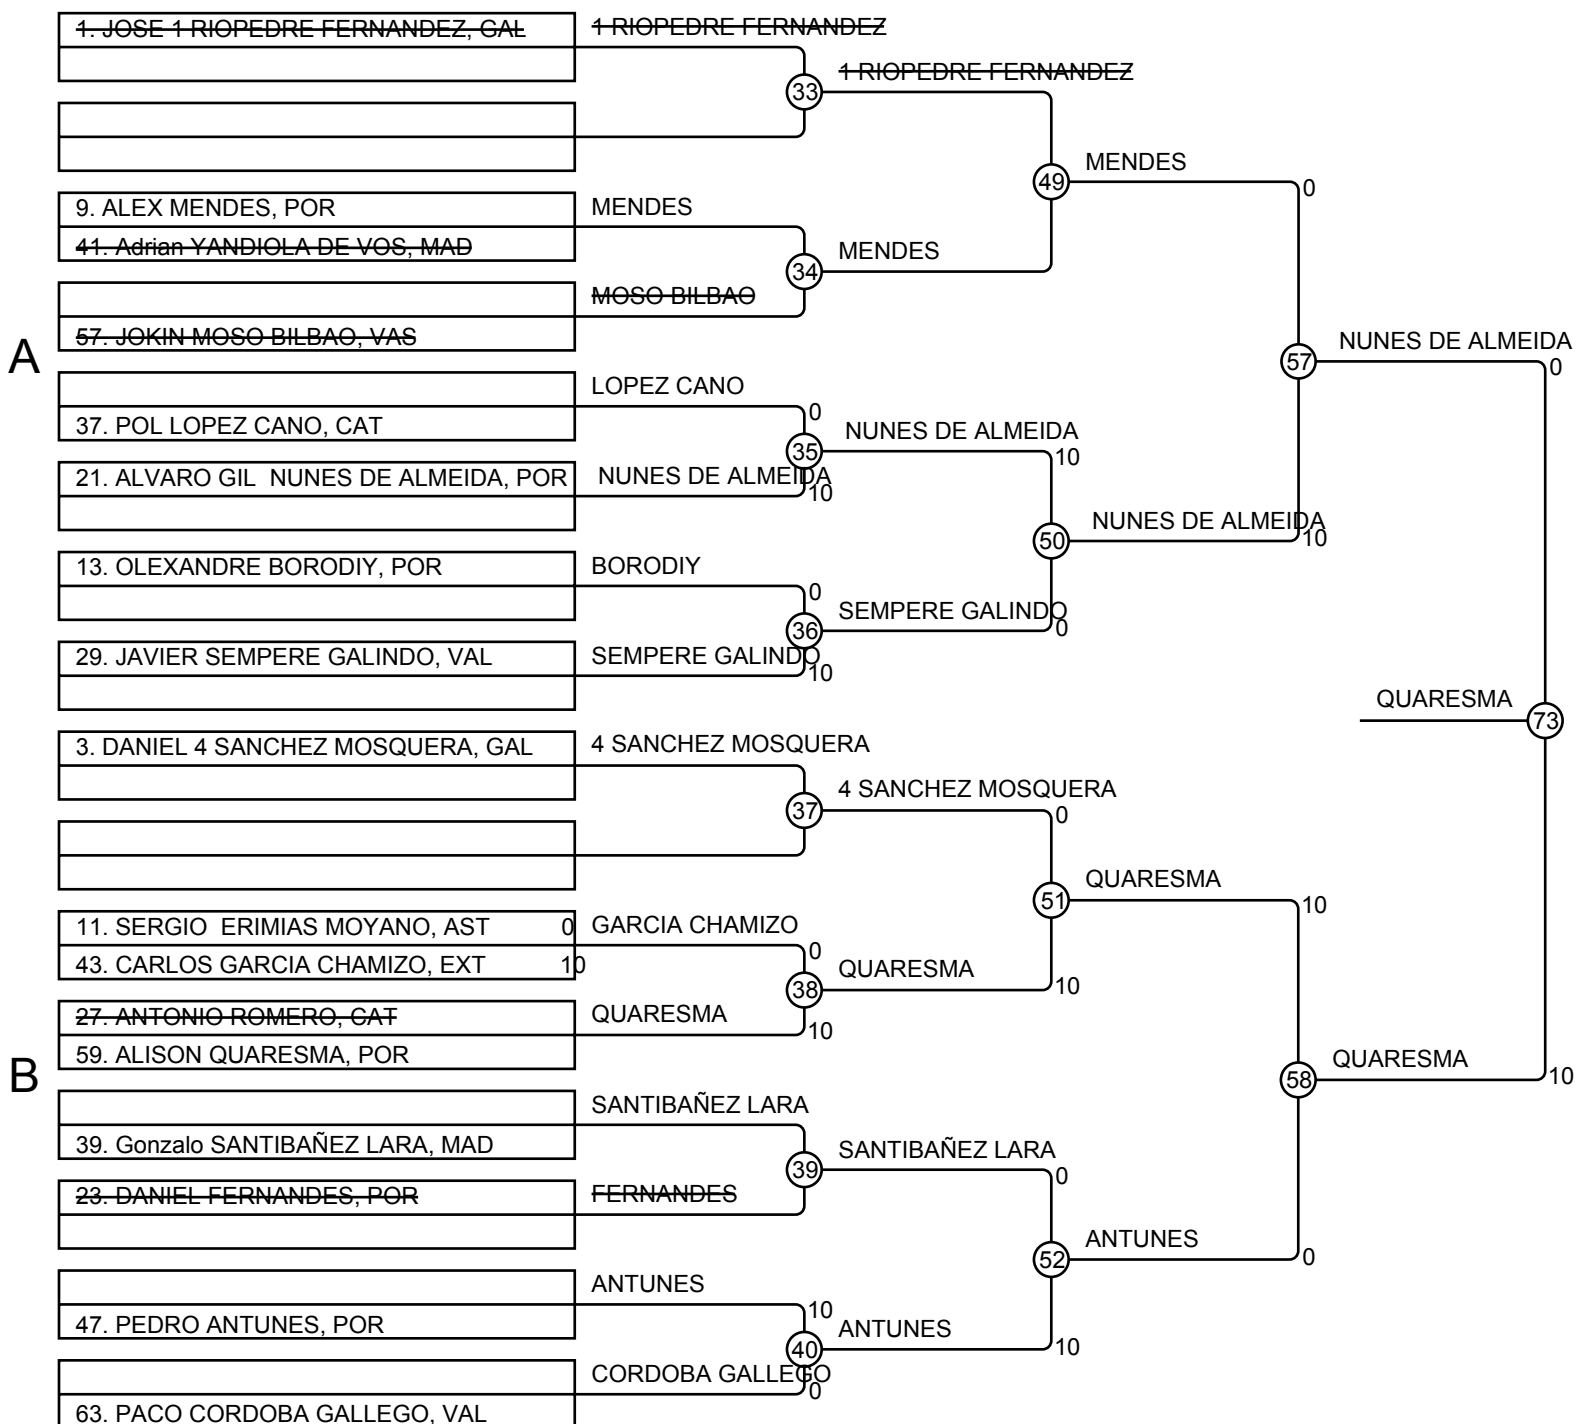 1. JOSE 1 RIOPEDRE FERNANDEZ, GAL
1 RIOPEDRE FERNANDEZ
1 RIOPEDRE FERNANDEZ
33
MENDES
49
0
9. ALEX MENDES, POR
MENDES
41. Adrian YANDIOLA DE VOS, MAD
MENDES
34
MOSO BILBAO
57. JOKIN MOSO BILBAO, VAS
A
NUNES DE ALMEIDA
57
0
LOPEZ CANO
0
37. POL LOPEZ CANO, CAT
NUNES DE ALMEIDA
35
10
21. ALVARO GIL  NUNES DE ALMEIDA, POR
NUNES DE ALMEIDA
10
NUNES DE ALMEIDA
50
10
13. OLEXANDRE BORODIY, POR
BORODIY
0
SEMPERE GALINDO
36
0
29. JAVIER SEMPERE GALINDO, VAL
SEMPERE GALINDO
10
QUARESMA
73
3. DANIEL 4 SANCHEZ MOSQUERA, GAL
4 SANCHEZ MOSQUERA
4 SANCHEZ MOSQUERA
37
0
QUARESMA
51
10
11. SERGIO  ERIMIAS MOYANO, AST 0
GARCIA CHAMIZO
0
43. CARLOS GARCIA CHAMIZO, EXT 10
QUARESMA
38
10
27. ANTONIO ROMERO, CAT
QUARESMA
10
59. ALISON QUARESMA, POR
B
QUARESMA
58
10
SANTIBAÑEZ LARA
39. Gonzalo SANTIBAÑEZ LARA, MAD
SANTIBAÑEZ LARA
39
0
23. DANIEL FERNANDES, POR
FERNANDES
ANTUNES
52
0
ANTUNES
10
47. PEDRO ANTUNES, POR
ANTUNES
40
10
CORDOBA GALLEGO
0
63. PACO CORDOBA GALLEGO, VAL